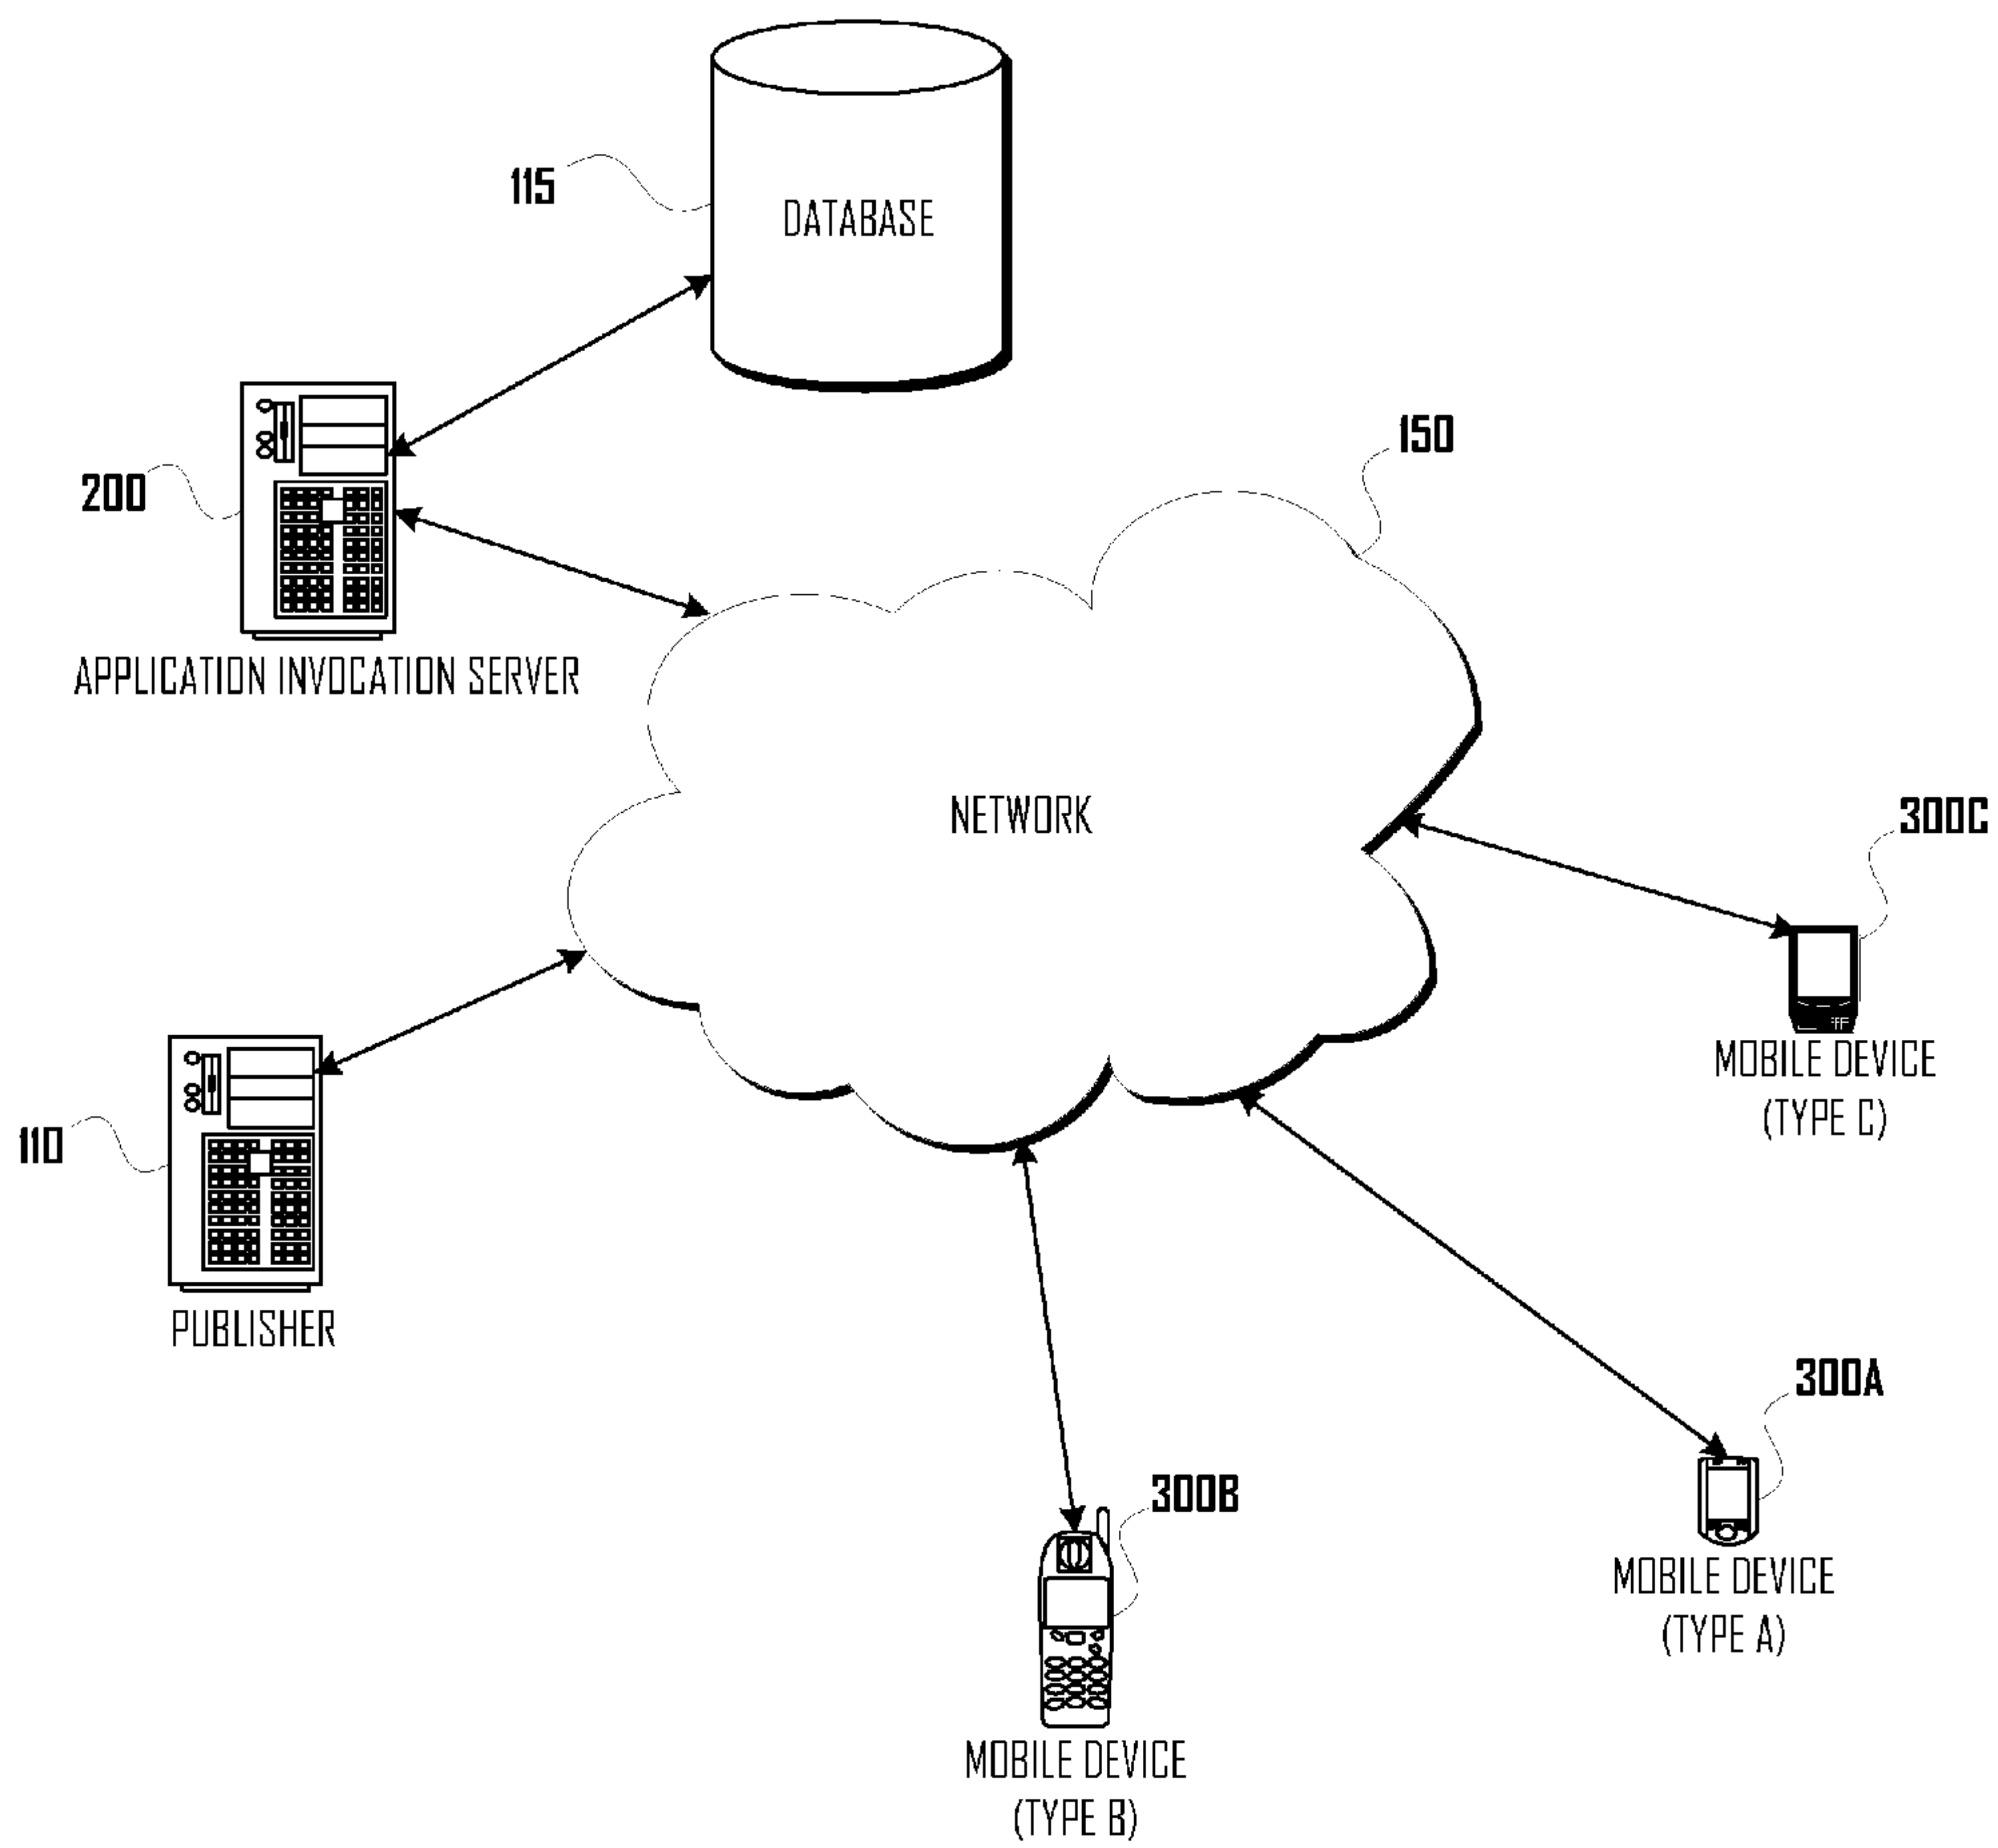 115
DATABASE
150
200
APPLICATION INVOCATION SERVER
NETWORK
300C
MOBILE DEVICE
(TYPE C)
110
PUBLISHER
300A
MOBILE DEVICE
(TYPE A)
300B
MOBILE DEVICE
(TYPE B)